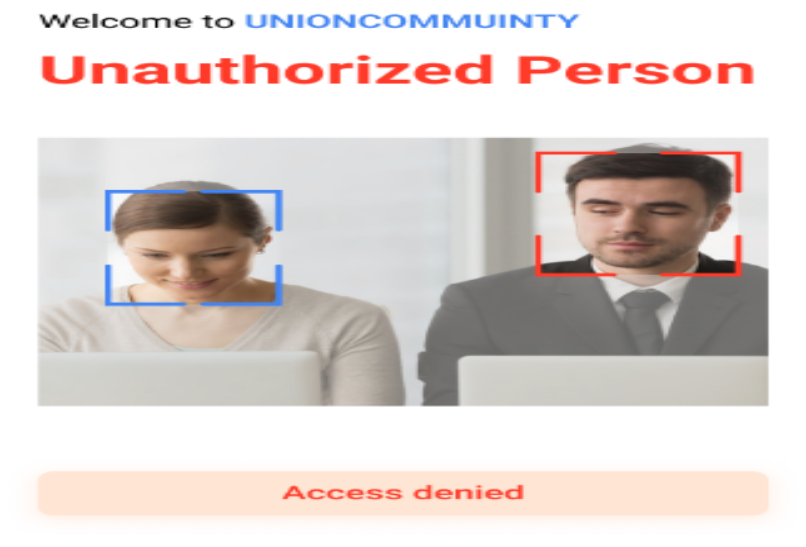 Welcome to UNIONCOMMUINTY
Unauthorized Person
Access denied